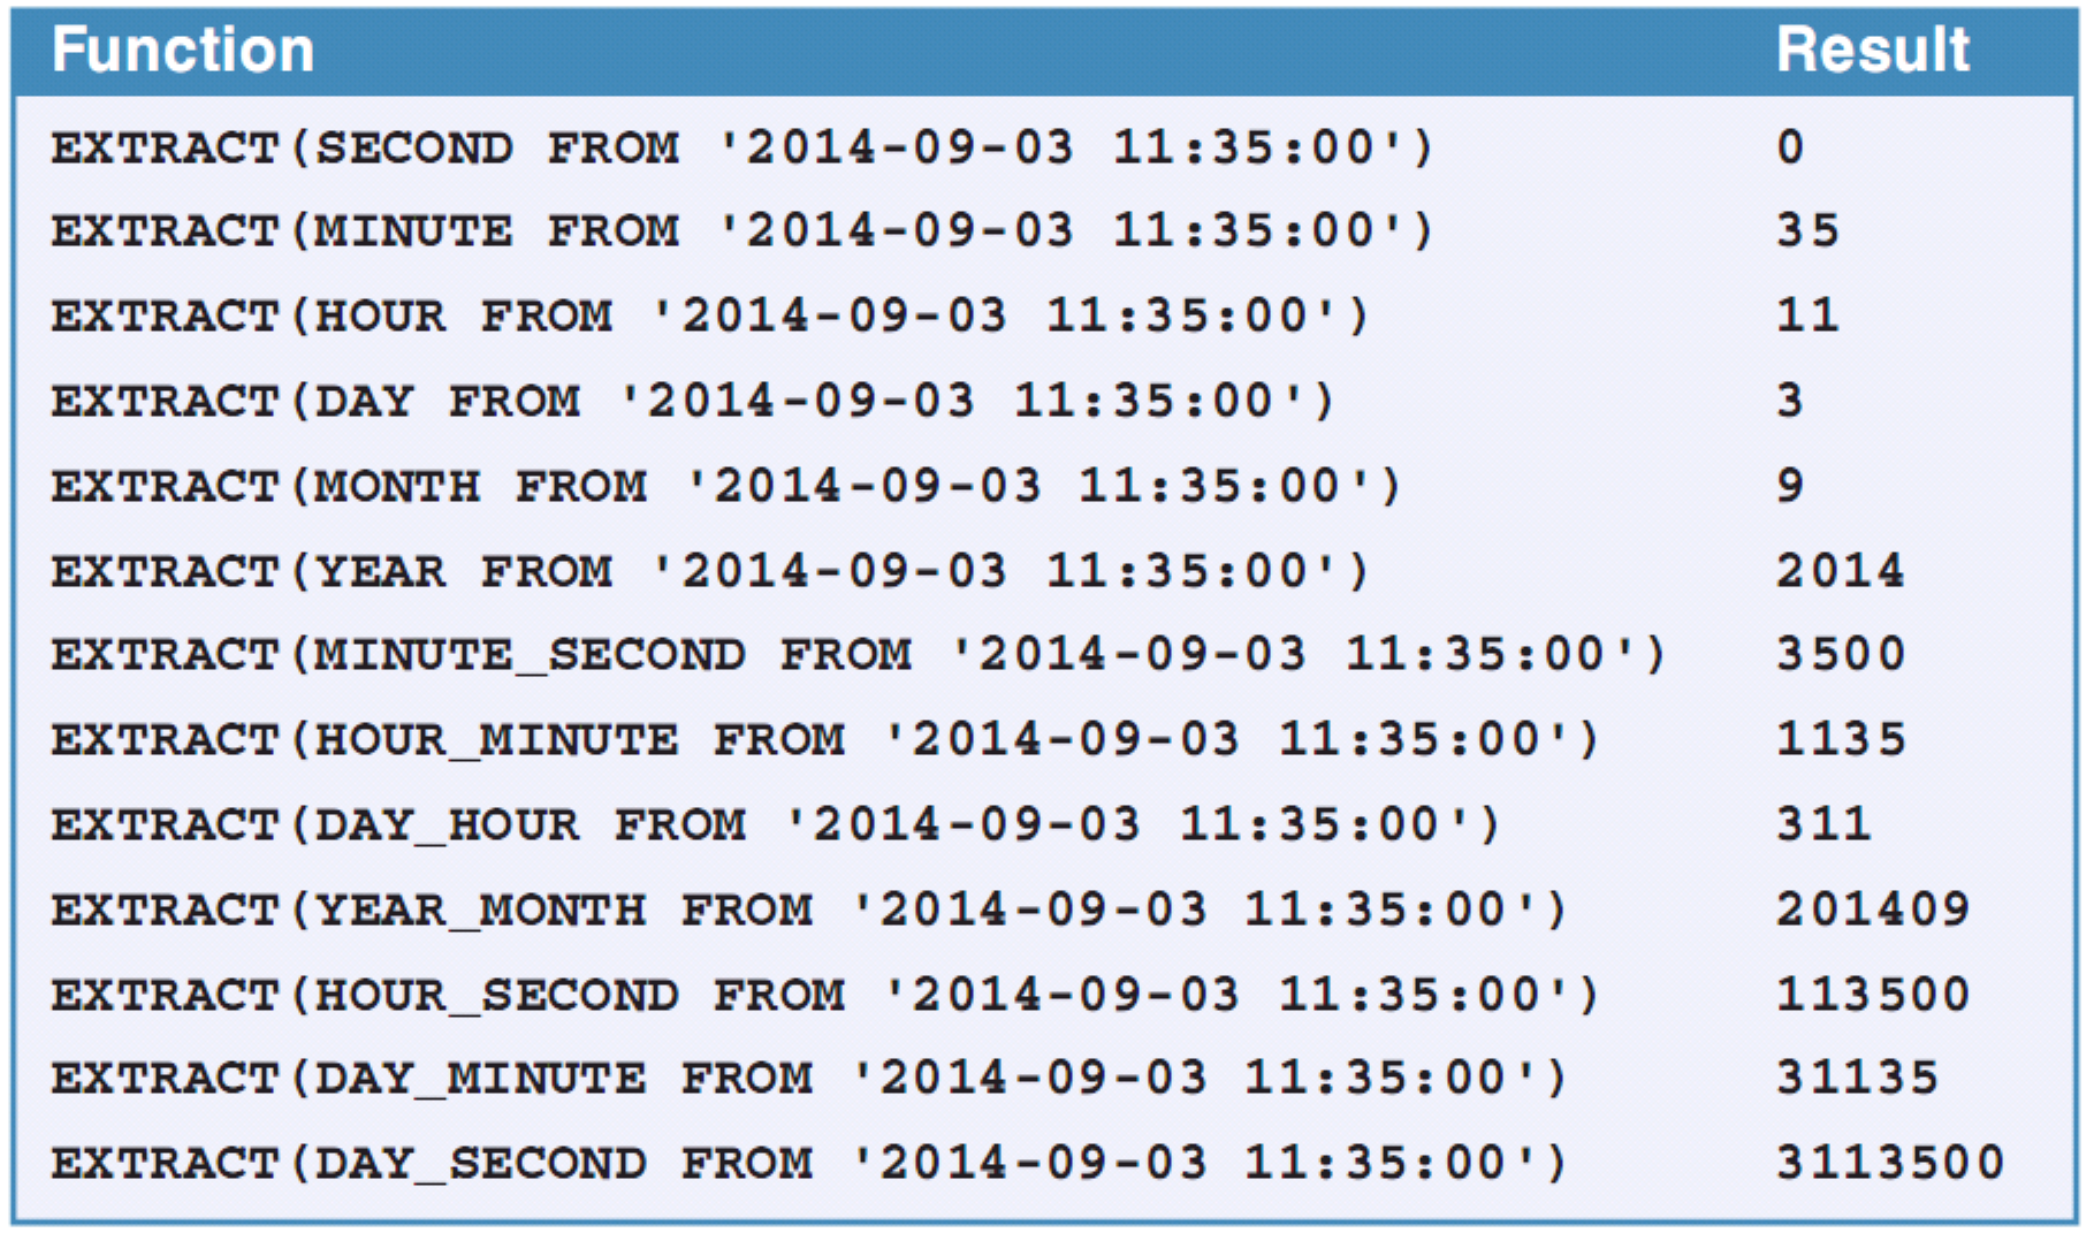 Function Result
EXTRACT(SECOND FROM '2014-09-03 11:35:00') 0
EXTRACT(MINUTE FROM '2014-09-03 11:35:00') 35
EXTRACT(HOUR FROM '2014-09-03 11:35:00') 11
EXTRACT(DAY FROM '2014-09-03 11:35:00') 3
EXTRACT(MONTH FROM '2014-09-03 11:35:00') 9
EXTRACT(YEAR FROM '2014-09-03 11:35:00') 2014
EXTRACT(MINUTE_SECOND FROM '2014-09-03 11:35:00') 3500
EXTRACT(HOUR_MINUTE FROM '2014-09-03 11:35:00') 1135
EXTRACT(DAY_HOUR FROM '2014-09-03 11:35:00') 311
EXTRACT(YEAR_MONTH FROM '2014-09-03 11:35:00') 201409
EXTRACT(HOUR_SECOND FROM '2014-09-03 11:35:00') 113500
EXTRACT(DAY_MINUTE FROM '2014-09-03 11:35:00') 31135
EXTRACT(DAY_SECOND FROM '2014-09-03 11:35:00') 3113500